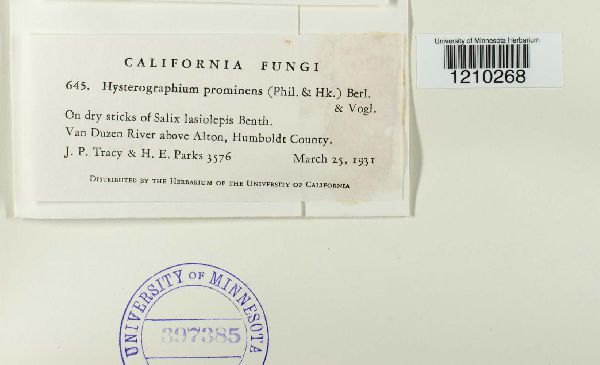 CALIFORNIA FUNGI
645. Hysterographium prominens (Phil. & Hk.) Berl.
& Vogl.
On dry sticks of Salix lasiolepis Benth.
Van Duzen River above Alton, Humboldt County.
J. P. Tracy & H. E. Parks 3576 March 25, 1931
Distributed by the Herbarium of the University of California
University of Minnesota Herbarium
1210268
UNIVERSITY OF MINNESOTA
397385